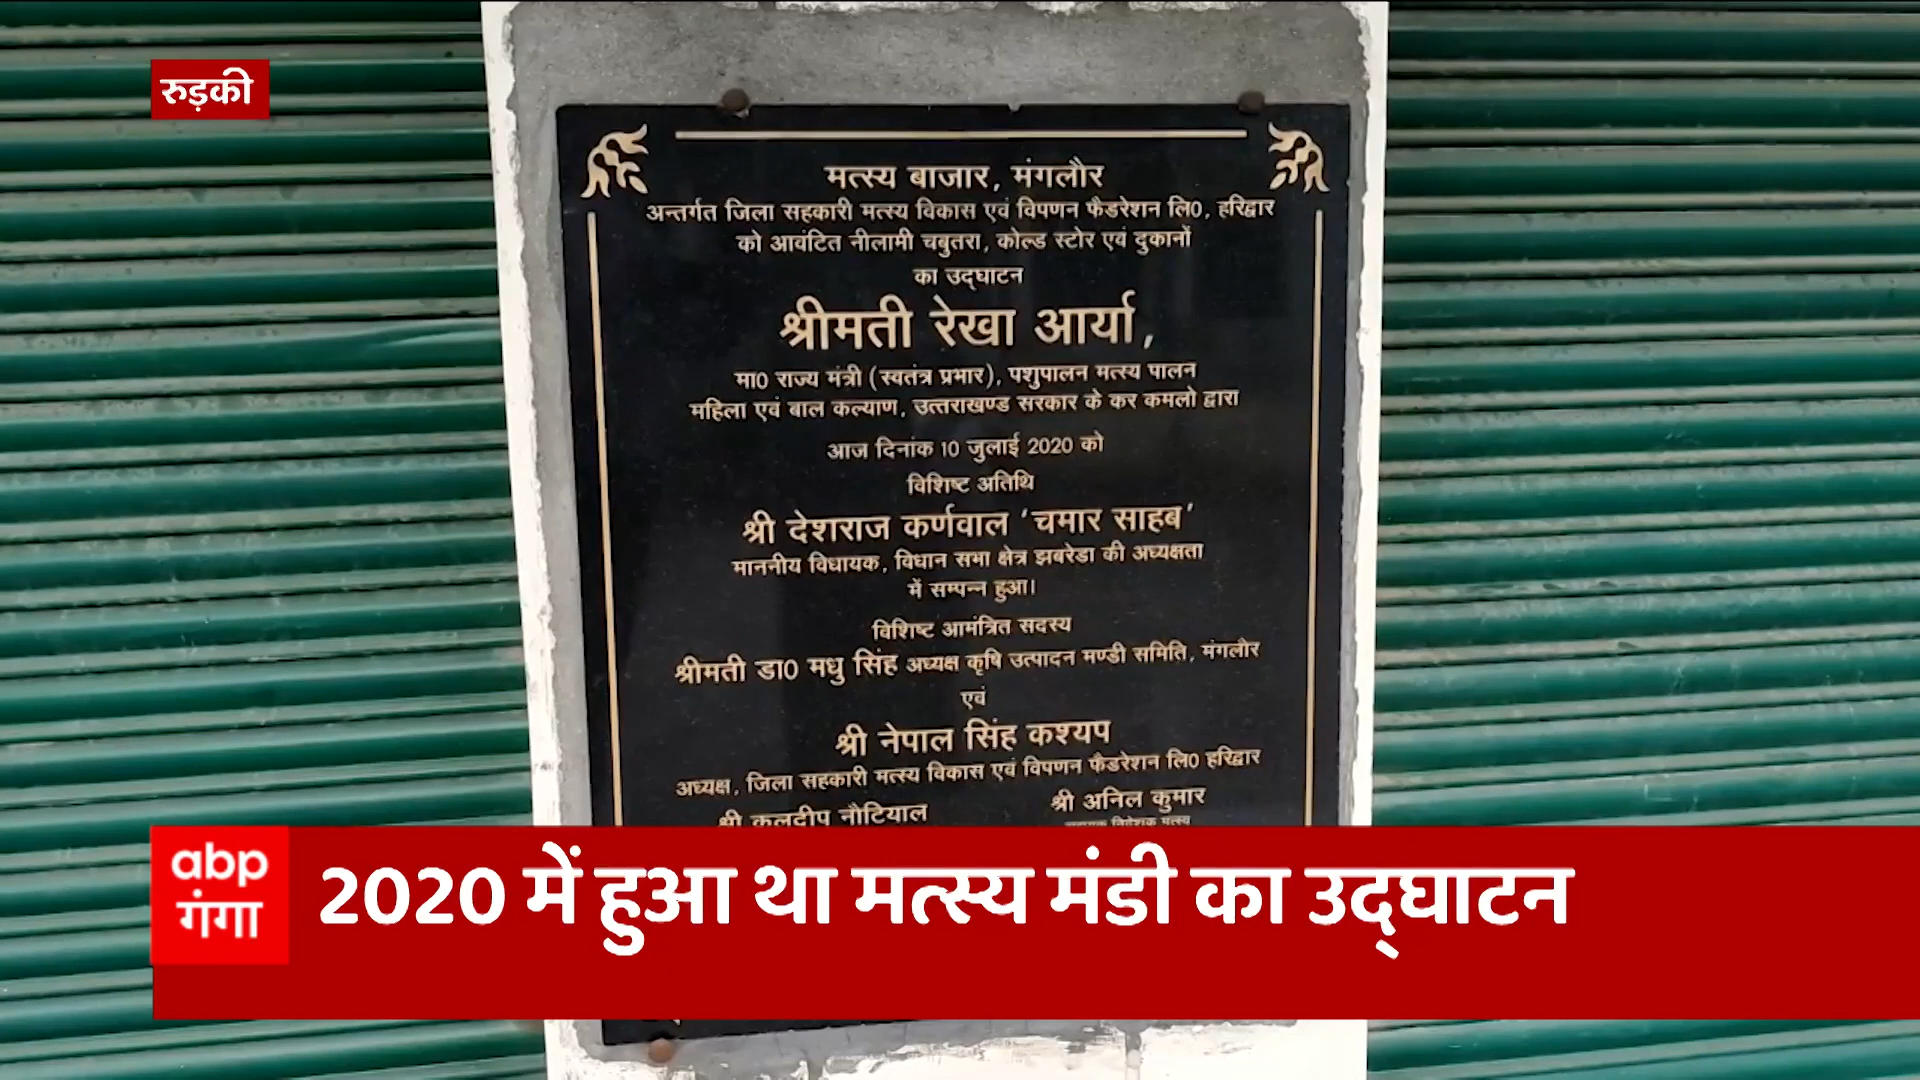 रुड़की
मत्स्य बाजार, मंगलौर
अन्तर्गत जिला सहकारी मत्स्य विकास एवं विपणन फैडरेशन लि0, हरिद्वार
को आवंटित नीलामी चबुतरा, कोल्ड स्टोर एवं दुकानों
का उद्घाटन
श्रीमती रेखा आर्या,
मा0 राज्य मंत्री (स्वतंत्र प्रभार), पशुपालन मत्स्य पालन
महिला एवं बाल कल्याण, उत्तराखण्ड सरकार के कर कमलो द्वारा
आज दिनांक 10 जुलाई 2020 को
विशिष्ट अतिथि
श्री देशराज कर्णवाल 'चमार साहब'
माननीय विधायक, विधान सभा क्षेत्र झबरेडा की अध्यक्षता
में सम्पन्न हुआ।
विशिष्ट आमंत्रित सदस्य
श्रीमती डा0 मधु सिंह अध्यक्ष कृषि उत्पादन मण्डी समिति, मंगलौर
एवं
श्री नेपाल सिंह कश्यप
अध्यक्ष, जिला सहकारी मत्स्य विकास एवं विपणन फैडरेशन लि0 हरिद्वार
श्री कुलदीप नौटियाल श्री अनिल कुमार
abp
गंगा
2020 में हुआ था मत्स्य मंडी का उद्घाटन